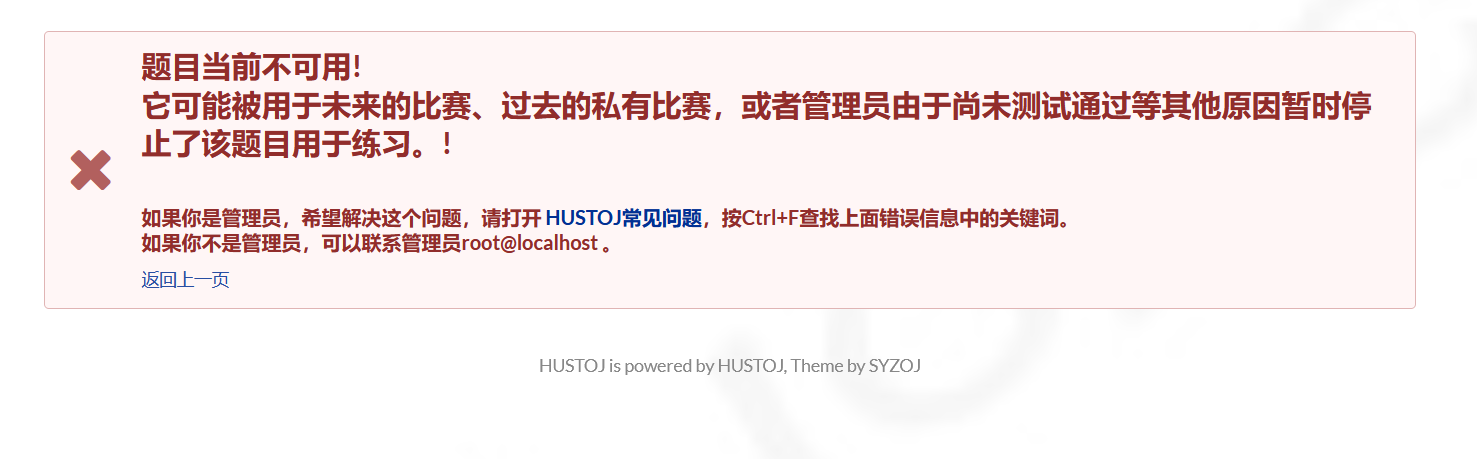 题目当前不可用!
它可能被用于未来的比赛、过去的私有比赛，或者管理员由于尚未测试通过等其他原因暂时停
止了该题目用于练习。!
如果你是管理员，希望解决这个问题，请打开 HUSTOJ常见问题，按Ctrl+F查找上面错误信息中的关键词。
如果你不是管理员，可以联系管理员root@localhost 。
返回上一页
HUSTOJ is powered by HUSTOJ, Theme by SYZOJ